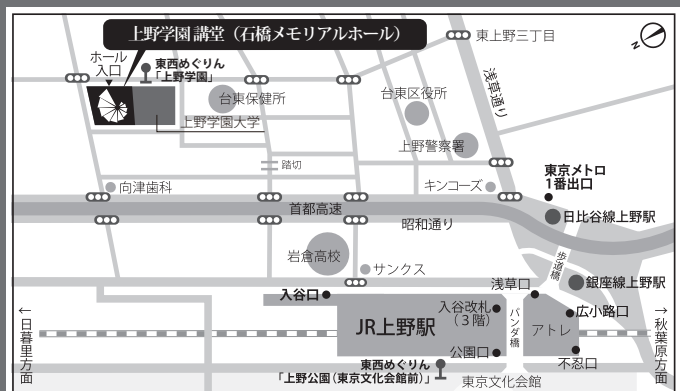 上野学園 講堂（石橋メモリアルホール）
東上野三丁目
N
ホール
入口
東西めぐりん
「上野学園」
台東保健所
上野学園大学
台東区役所
浅草通り
上野警察署
踏切
東京メトロ
1番出口
向津歯科
キンコーズ
首都高速
昭和通り
日比谷線上野駅
岩倉高校
サンクス
歩道橋
銀座線上野駅
入谷口
浅草口
入谷改札
（３階）
パンダ橋
広小路口
アトレ
JR上野駅
←日暮里方面
→秋葉原方面
公園口
不忍口
東西めぐりん
「上野公園（東京文化会館前）」
東京文化会館